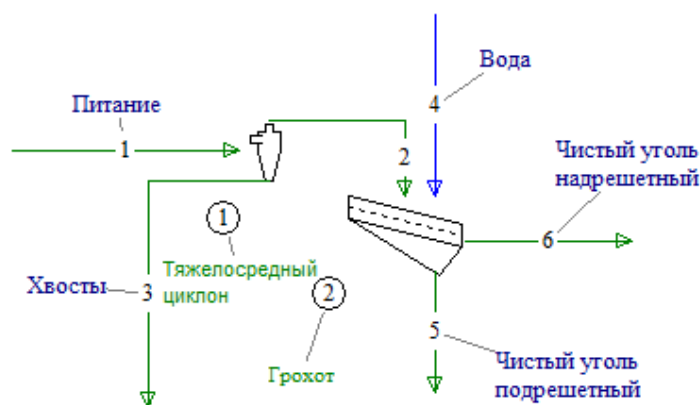 Вода
Питание
4
1
2
Чистый уголь
надрешетный
1
6
Тяжелосредный
циклон
Хвосты
3
2
5
Чистый уголь
подрешетный
Грохот